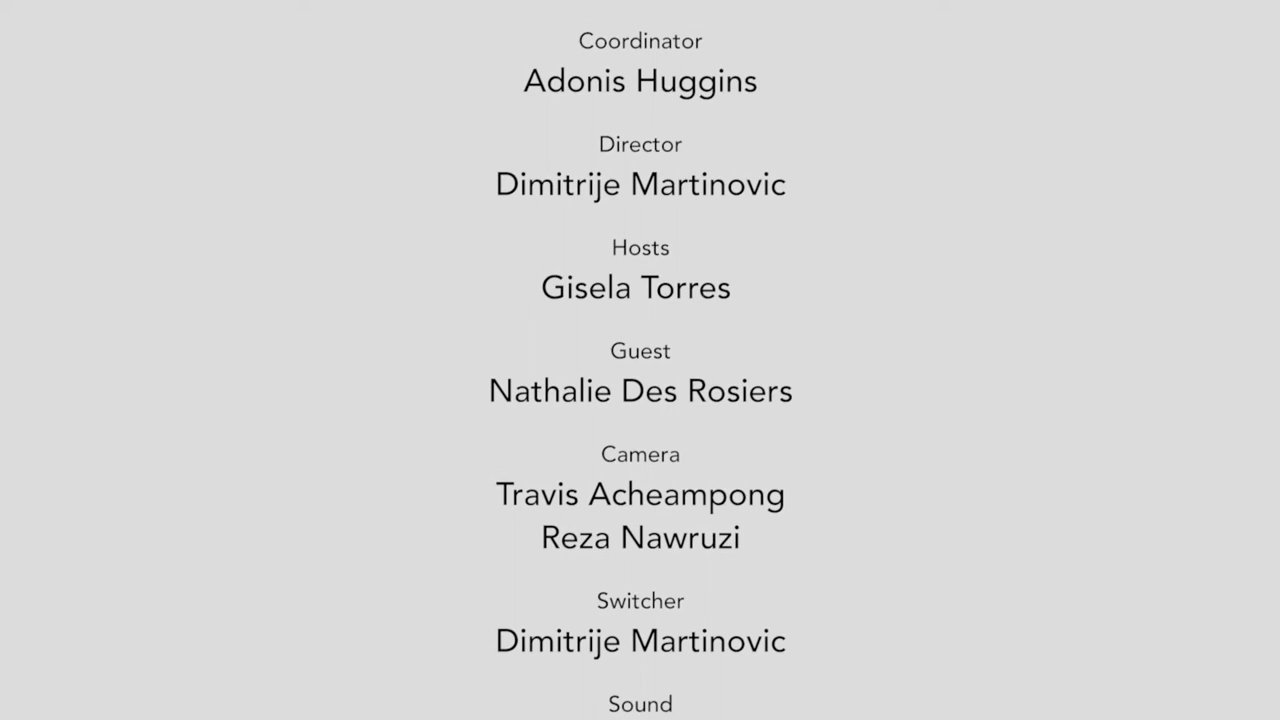 Coordinator
Adonis Huggins
Director
Dimitrije Martinovic
Hosts
Gisela Torres
Guest
Nathalie Des Rosiers
Camera
Travis Acheampong
Reza Nawruzi
Switcher
Dimitrije Martinovic
Sound